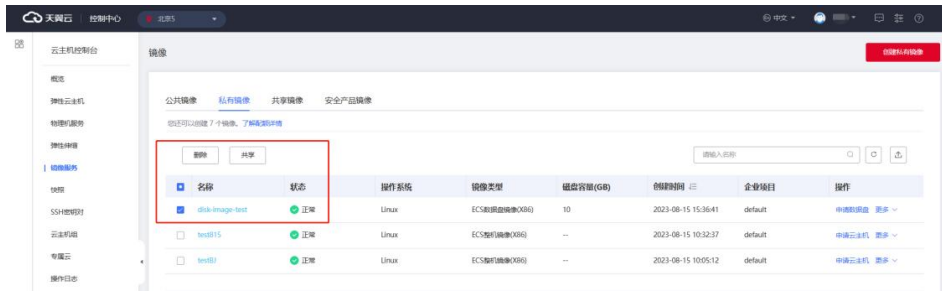 天翼云 控制中心 北京5 中文
云主机控制台
镜像
创建私有镜像
概览
弹性云主机
物理机服务
弹性伸缩
镜像服务
快照
SSH密钥对
云主机组
专属云
操作日志
公共镜像 私有镜像 共享镜像 安全产品镜像
您还可以创建 7 个镜像。了解配额详情
删除 共享 请输入名称
名称 状态 操作系统 镜像类型 磁盘容量(GB) 创建时间 企业项目 操作
disk-image-test 正常 Linux ECS数据盘镜像(X86) 10 2023-08-15 15:36:41 default 申请数据盘 更多
test815 正常 Linux ECS整机镜像(X86) -- 2023-08-15 10:32:37 default 申请云主机 更多
正常 Linux ECS整机镜像(X86) -- 2023-08-15 10:05:12 default 申请云主机 更多